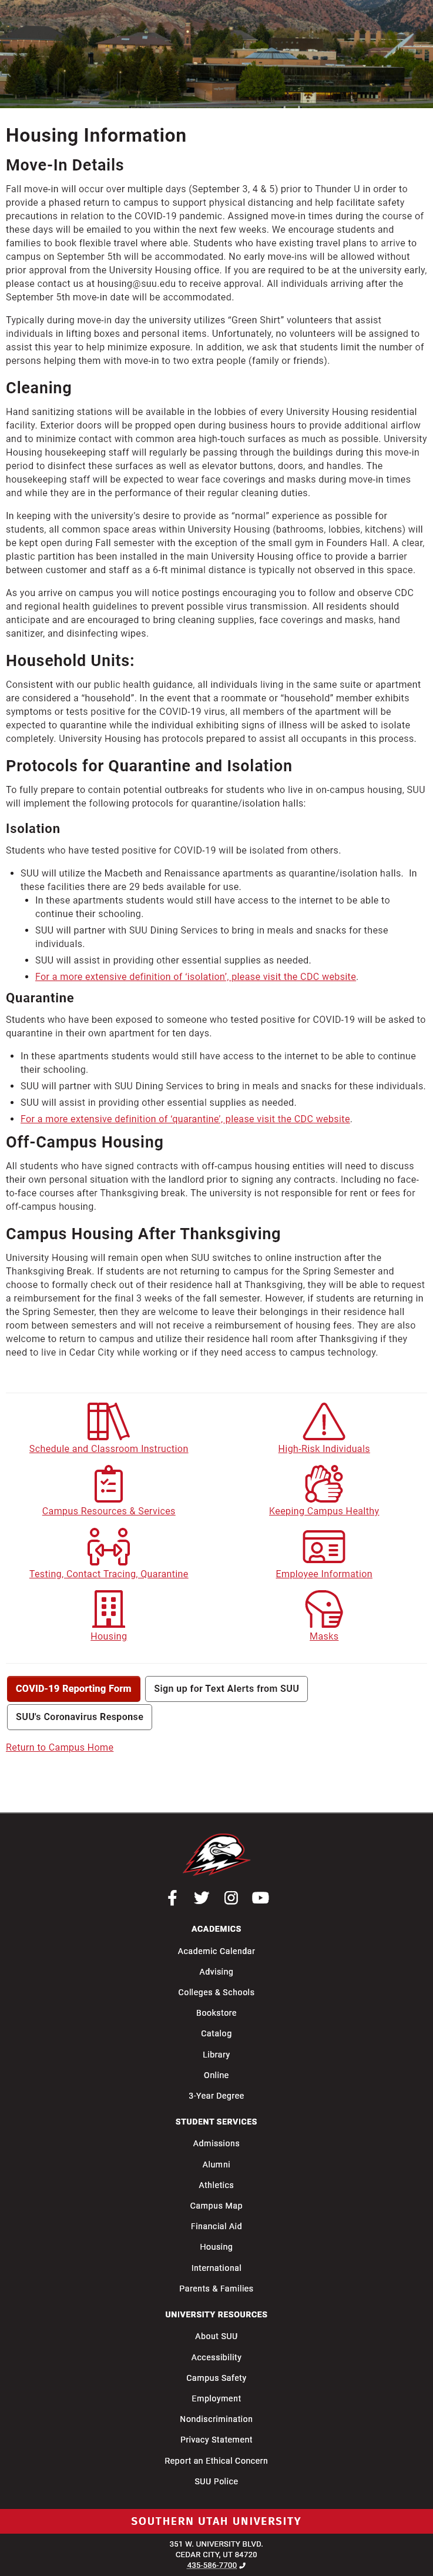 Housing Information
Move-In Details
Fall move-in will occur over multiple days (September 3, 4 & 5) prior to Thunder U in order to
provide a phased return to campus to support physical distancing and help facilitate safety
precautions in relation to the COVID-19 pandemic. Assigned move-in times during the course of
these days will be emailed to you within the next few weeks. We encourage students and
families to book flexible travel where able. Students who have existing travel plans to arrive to
campus on September 5th will be accommodated. No early move-ins will be allowed without
prior approval from the University Housing office. If you are required to be at the university early,
please contact us at housing@suu.edu to receive approval. All individuals arriving after the
September 5th move-in date will be accommodated.
Typically during move-in day the university utilizes “Green Shirt” volunteers that assist
individuals in lifting boxes and personal items. Unfortunately, no volunteers will be assigned to
assist this year to help minimize exposure. In addition, we ask that students limit the number of
persons helping them with move-in to two extra people (family or friends).
Cleaning
Hand sanitizing stations will be available in the lobbies of every University Housing residential
facility. Exterior doors will be propped open during business hours to provide additional airflow
and to minimize contact with common area high-touch surfaces as much as possible. University
Housing housekeeping staff will regularly be passing through the buildings during this move-in
period to disinfect these surfaces as well as elevator buttons, doors, and handles. The
housekeeping staff will be expected to wear face coverings and masks during move-in times
and while they are in the performance of their regular cleaning duties.
In keeping with the university’s desire to provide as “normal” experience as possible for
students, all common space areas within University Housing (bathrooms, lobbies, kitchens) will
be kept open during Fall semester with the exception of the small gym in Founders Hall. A clear,
plastic partition has been installed in the main University Housing office to provide a barrier
between customer and staff as a 6-ft minimal distance is typically not observed in this space.
As you arrive on campus you will notice postings encouraging you to follow and observe CDC
and regional health guidelines to prevent possible virus transmission. All residents should
anticipate and are encouraged to bring cleaning supplies, face coverings and masks, hand
sanitizer, and disinfecting wipes.
Household Units:
Consistent with our public health guidance, all individuals living in the same suite or apartment
are considered a “household”. In the event that a roommate or “household” member exhibits
symptoms or tests positive for the COVID-19 virus, all members of the apartment will be
expected to quarantine while the individual exhibiting signs of illness will be asked to isolate
completely. University Housing has protocols prepared to assist all occupants in this process.
Protocols for Quarantine and Isolation
To fully prepare to contain potential outbreaks for students who live in on-campus housing, SUU
will implement the following protocols for quarantine/isolation halls:
Isolation
Students who have tested positive for COVID-19 will be isolated from others.
• SUU will utilize the Macbeth and Renaissance apartments as quarantine/isolation halls.  In
these facilities there are 29 beds available for use.
• In these apartments students would still have access to the internet to be able to
continue their schooling.
• SUU will partner with SUU Dining Services to bring in meals and snacks for these
individuals.
• SUU will assist in providing other essential supplies as needed.
• For a more extensive definition of ‘isolation’, please visit the CDC website.
Quarantine
Students who have been exposed to someone who tested positive for COVID-19 will be asked to
quarantine in their own apartment for ten days.
• In these apartments students would still have access to the internet to be able to continue
their schooling.
• SUU will partner with SUU Dining Services to bring in meals and snacks for these individuals.
• SUU will assist in providing other essential supplies as needed.
• For a more extensive definition of ‘quarantine’, please visit the CDC website.
Off-Campus Housing
All students who have signed contracts with off-campus housing entities will need to discuss
their own personal situation with the landlord prior to signing any contracts. Including on face-
to-face courses after Thanksgiving break. The university is not responsible for rent or fees for
off-campus housing.
Campus Housing After Thanksgiving
University Housing will remain open when SUU switches to online instruction after the
Thanksgiving Break. If students are not returning to campus for the Spring Semester and
choose to formally check out of their residence hall at Thanksgiving, they will be able to request
a reimbursement for the final 3 weeks of the fall semester. However, if students are returning in
the Spring Semester, then they are welcome to leave their belongings in their residence hall
room between semesters and will not receive a reimbursement of housing fees. They are also
welcome to return to campus and utilize their residence hall room after Thanksgiving if they
need to live in Cedar City while working or if they need access to campus technology.
Schedule and Classroom Instruction
High-Risk Individuals
Campus Resources & Services
Keeping Campus Healthy
Testing, Contact Tracing, Quarantine
Employee Information
Housing
Masks
COVID-19 Reporting Form
Sign up for Text Alerts from SUU
SUU's Coronavirus Response
Return to Campus Home
ACADEMICS
Academic Calendar
Advising
Colleges & Schools
Bookstore
Catalog
Library
Online
3-Year Degree
STUDENT SERVICES
Admissions
Alumni
Athletics
Campus Map
Financial Aid
Housing
International
Parents & Families
UNIVERSITY RESOURCES
About SUU
Accessibility
Campus Safety
Employment
Nondiscrimination
Privacy Statement
Report an Ethical Concern
SUU Police
SOUTHERN UTAH UNIVERSITY
351 W. UNIVERSITY BLVD.
CEDAR CITY, UT 84720
435-586-7700